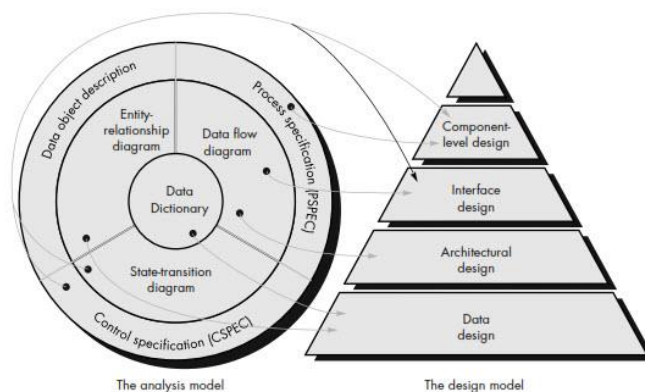 Data object description
Process specification (PSPEC)
Control specification (CSPEC)
Entity-
relationship
diagram
Data flow
diagram
Data
Dictionary
State-transition
diagram
The analysis model
Component-
level design
Interface
design
Architectural
design
Data
design
The design model